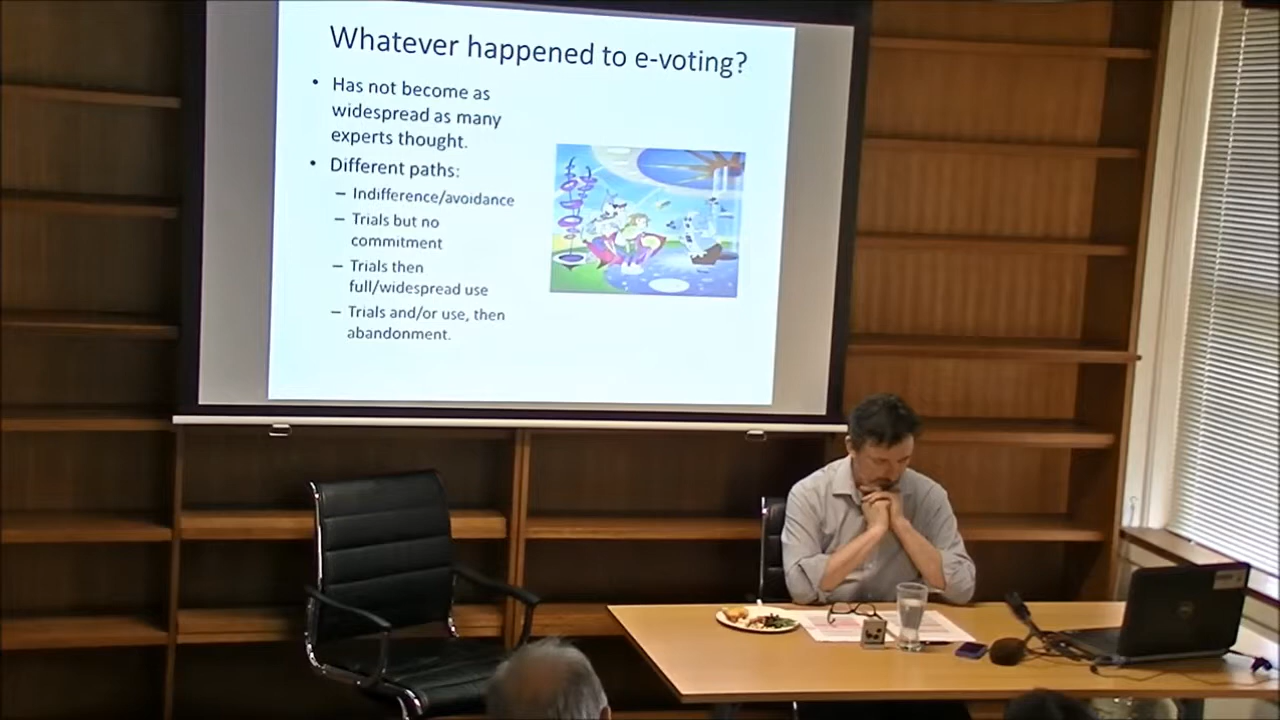 Whatever happened to e-voting?
• Has not become as
widespread as many
experts thought.
• Different paths:
– Indifference/avoidance
– Trials but no
commitment
– Trials then
full/widespread use
– Trials and/or use, then
abandonment.